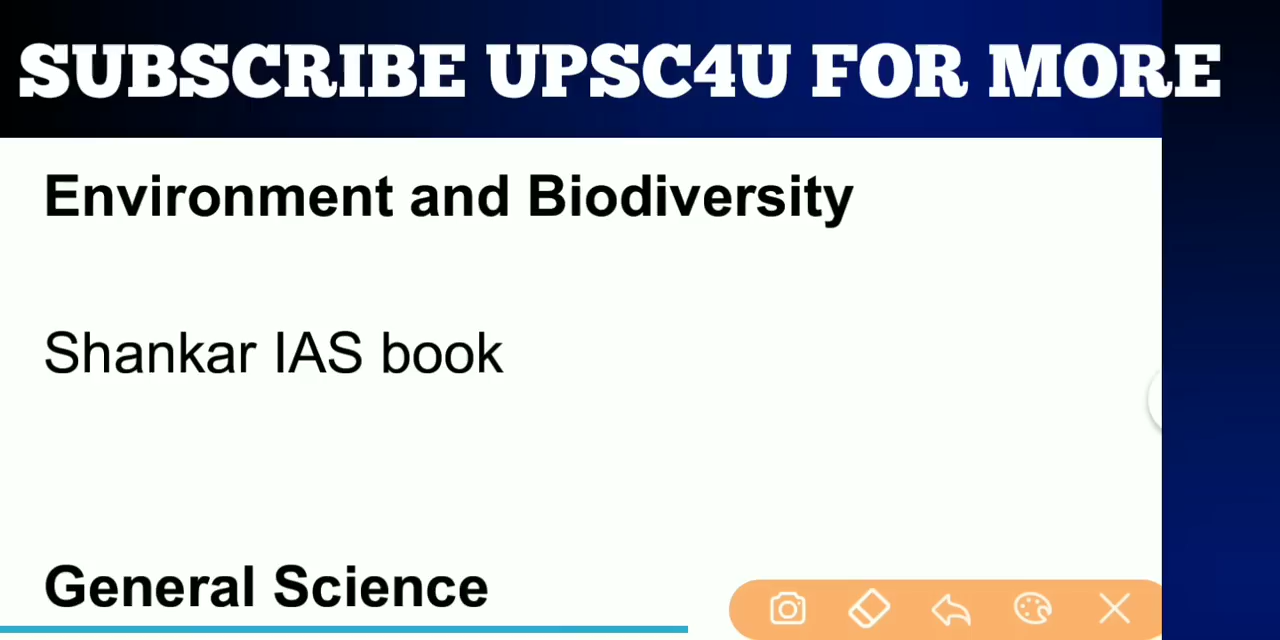 SUBSCRIBE UPSC4U FOR MORE
Environment and Biodiversity
Shankar IAS book
General Science